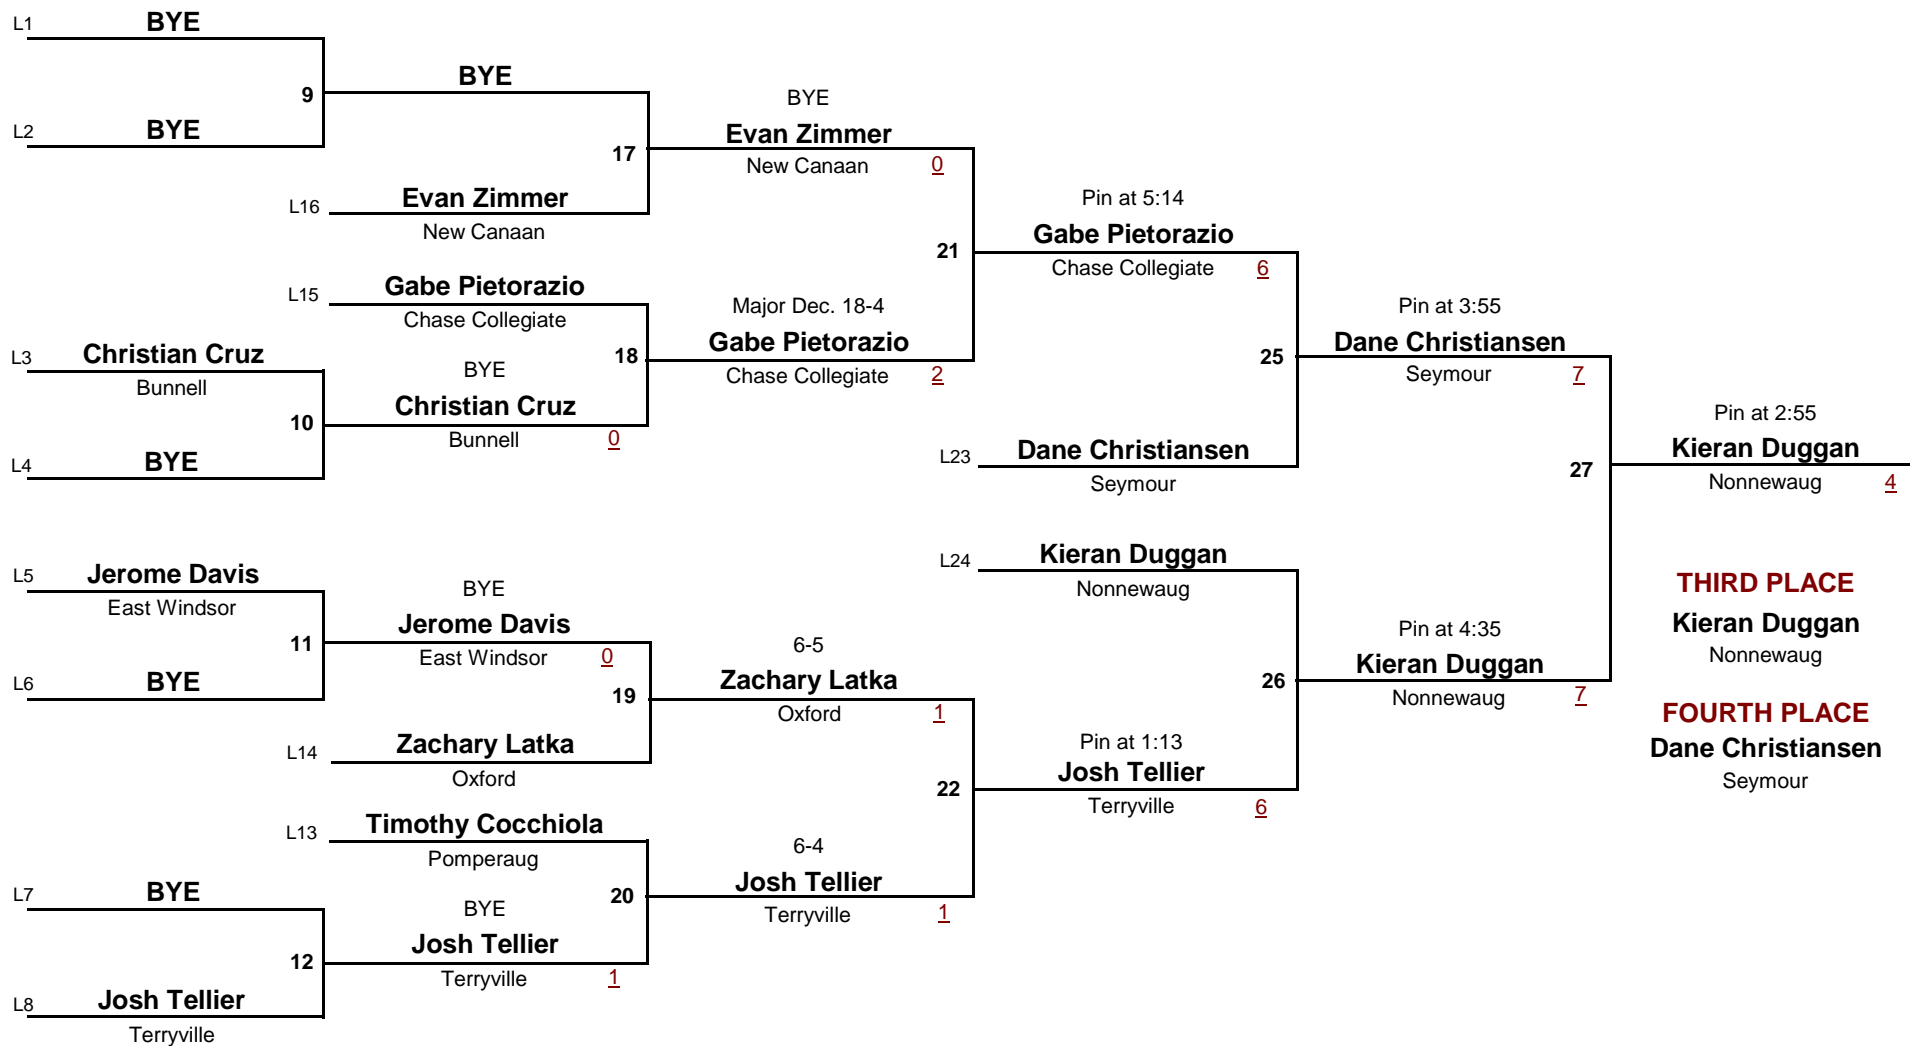 L1 BYE
9
L2 BYE
BYE
17
L16 Evan Zimmer
New Canaan
BYE
Evan Zimmer
New Canaan 0
L15 Gabe Pietorazio
Chase Collegiate
L3 Christian Cruz
Bunnell
10
L4 BYE
BYE
Christian Cruz
Bunnell 0
18
Major Dec. 18-4
Gabe Pietorazio
Chase Collegiate 2
21
Pin at 5:14
Gabe Pietorazio
Chase Collegiate 6
25
L23 Dane Christiansen
Seymour
Pin at 3:55
Dane Christiansen
Seymour 7
L5 Jerome Davis
East Windsor
11
L6 BYE
BYE
Jerome Davis
East Windsor 0
19
L14 Zachary Latka
Oxford
6-5
Zachary Latka
Oxford 1
L13 Timothy Cocchiola
Pomperaug
L7 BYE
12
L8 Josh Tellier
Terryville
BYE
Josh Tellier
Terryville 1
20
6-4
Josh Tellier
Terryville 1
22
Pin at 1:13
Josh Tellier
Terryville 6
L24 Kieran Duggan
Nonnewaug
26
Pin at 4:35
Kieran Duggan
Nonnewaug 7
27
Pin at 2:55
Kieran Duggan
Nonnewaug 4
THIRD PLACE
Kieran Duggan
Nonnewaug
FOURTH PLACE
Dane Christiansen
Seymour